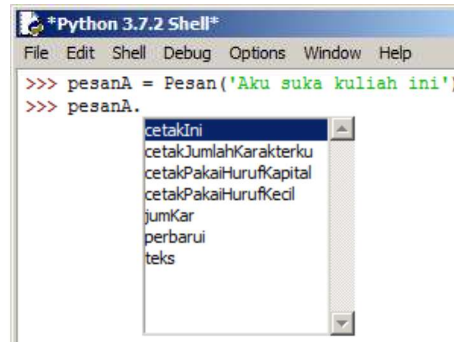 *Python 3.7.2 Shell*
File Edit Shell Debug Options Window Help
>>> pesanA = Pesan('Aku suka kuliah ini')
>>> pesanA.
cetakIni
cetakJumlahKarakterku
cetakPakaiHurufKapital
cetakPakaiHurufKecil
jumKar
perbarui
teks